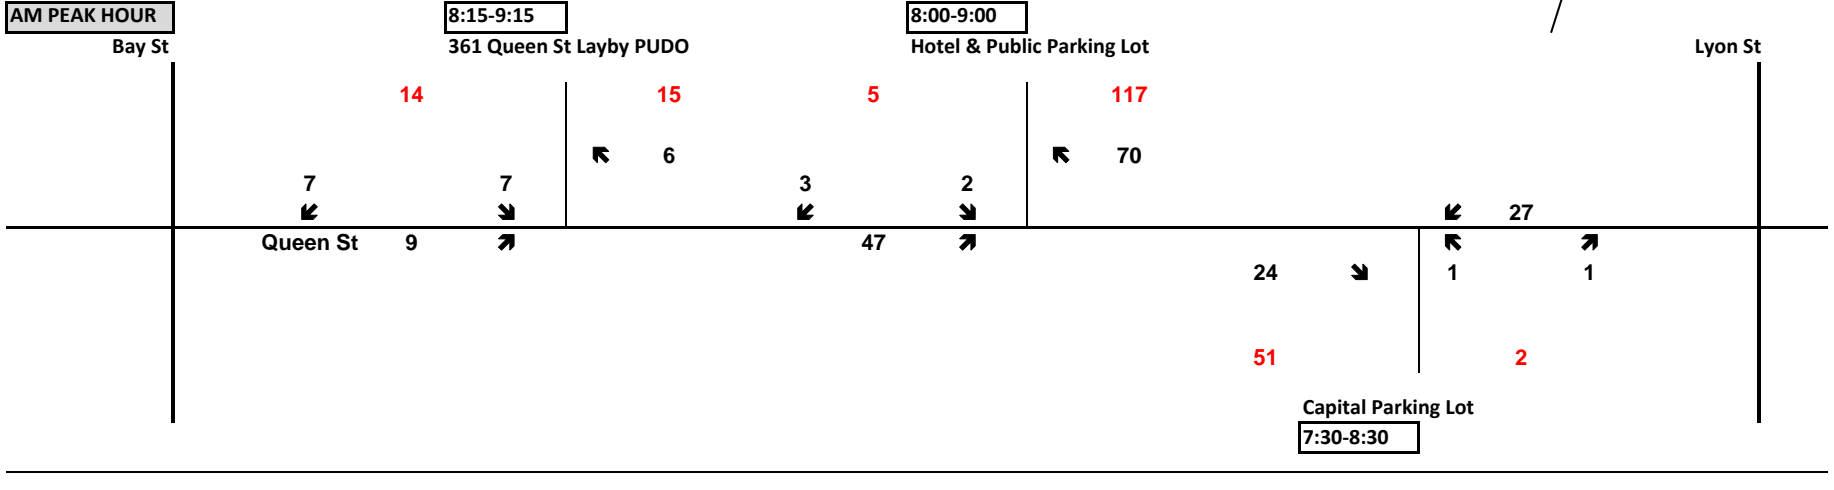 AM PEAK HOUR 8:15-9:15 8:00-9:00
Bay St 361 Queen St Layby PUDO Hotel & Public Parking Lot Lyon St
14 15 5 117
6 70
7 7 3 2
27
Queen St 9 47
24 1 1
51 2
Capital Parking Lot
7:30-8:30